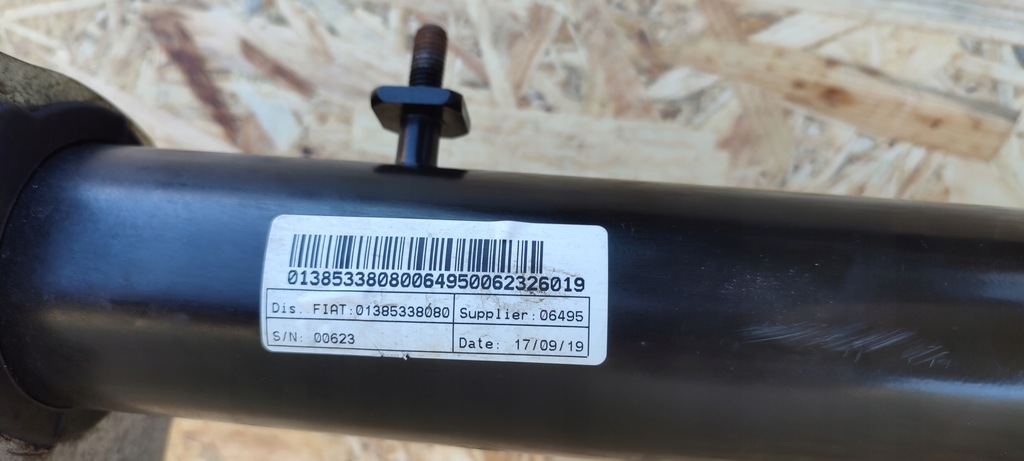 01385338080064950062326019
Dis. FIAT:01385338080 Supplier: 06495
S/N: 00623 Date: 17/09/19